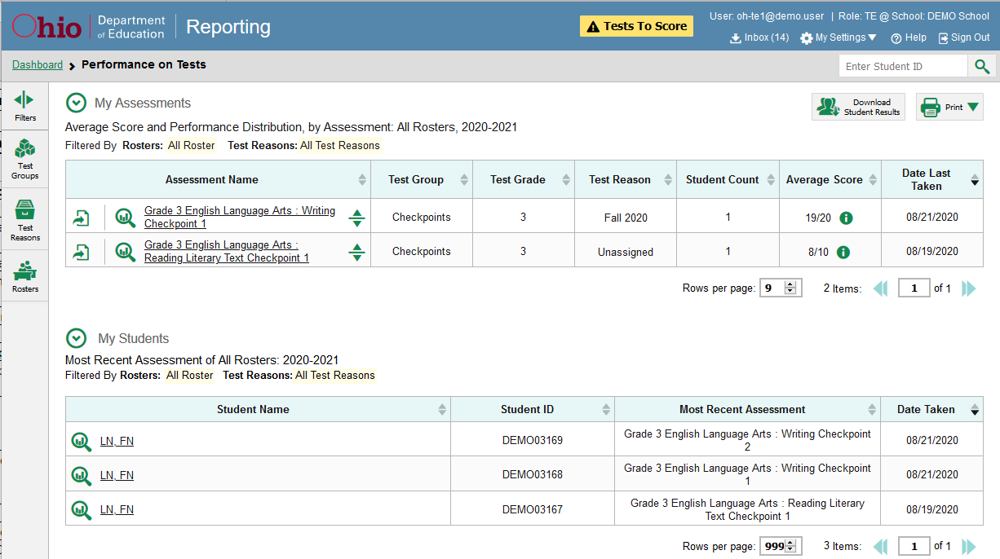 Ohio Department of Education Reporting
Tests To Score
User: oh-te1@demo.user | Role: TE @ School: DEMO School
Inbox (14) My Settings Help Sign Out
Dashboard Performance on Tests
Enter Student ID
Filters
Test Groups
Test Reasons
Rosters
My Assessments
Download Student Results
Print
Average Score and Performance Distribution, by Assessment: All Rosters, 2020-2021
Filtered By Rosters: All Roster Test Reasons: All Test Reasons
Assessment Name Test Group Test Grade Test Reason Student Count Average Score Date Last Taken
Grade 3 English Language Arts : Writing Checkpoint 1 Checkpoints 3 Fall 2020 1 19/20 08/21/2020
Grade 3 English Language Arts : Reading Literary Text Checkpoint 1 Checkpoints 3 Unassigned 1 8/10 08/19/2020
Rows per page: 9 2 Items: 1 of 1
My Students
Most Recent Assessment of All Rosters: 2020-2021
Filtered By Rosters: All Roster Test Reasons: All Test Reasons
Student Name Student ID Most Recent Assessment Date Taken
LN, FN DEMO03169 Grade 3 English Language Arts : Writing Checkpoint 2 08/21/2020
LN, FN DEMO03168 Grade 3 English Language Arts : Writing Checkpoint 1 08/21/2020
LN, FN DEMO03167 Grade 3 English Language Arts : Reading Literary Text Checkpoint 1 08/19/2020
Rows per page: 999 3 Items: 1 of 1